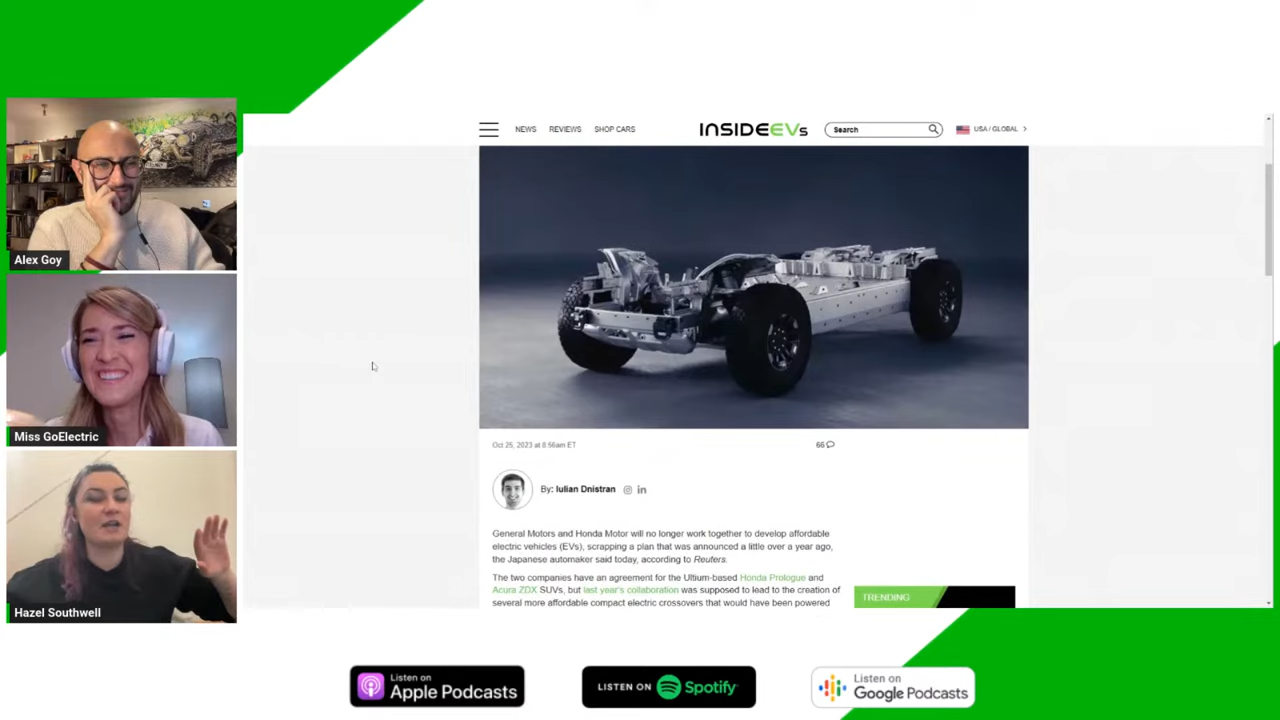 Alex Goy
Miss GoElectric
Hazel Southwell
NEWS REVIEWS SHOP CARS
INSIDEEVs
Search
USA / GLOBAL
Oct 25, 2023 at 8:56am ET
66
By: Iulian Dnistran
General Motors and Honda Motor will no longer work together to develop affordable
electric vehicles (EVs), scrapping a plan that was announced a little over a year ago,
the Japanese automaker said today, according to Reuters.
The two companies have an agreement for the Ultium-based Honda Prologue and
Acura ZDX SUVs, but last year's collaboration was supposed to lead to the creation of
several more affordable compact electric crossovers that would have been powered
TRENDING
Listen on
Apple Podcasts
LISTEN ON Spotify
Listen on
Google Podcasts